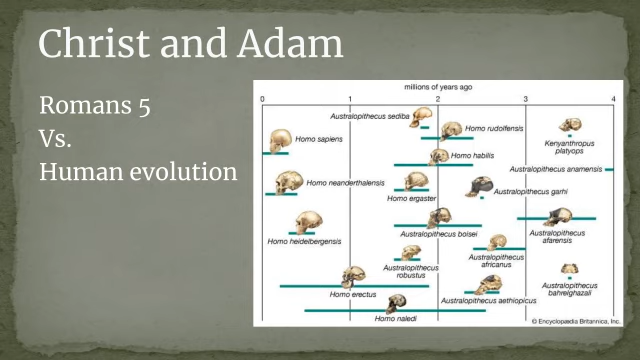 Christ and Adam
Romans 5
Vs.
Human evolution
millions of years ago
0 1 2 3 4
Australopithecus sediba
Homo rudolfensis
Homo sapiens
Kenyanthropus
platyops
Homo habilis
Australopithecus anamensis
Homo neanderthalensis
Australopithecus garhi
Homo ergaster
Homo heidelbergensis
Australopithecus boisei
Australopithecus
afarensis
Australopithecus
africanus
Australopithecus
robustus
Australopithecus
bahrelghazali
Homo erectus
Australopithecus aethiopicus
Homo naledi
© Encyclopædia Britannica, Inc.